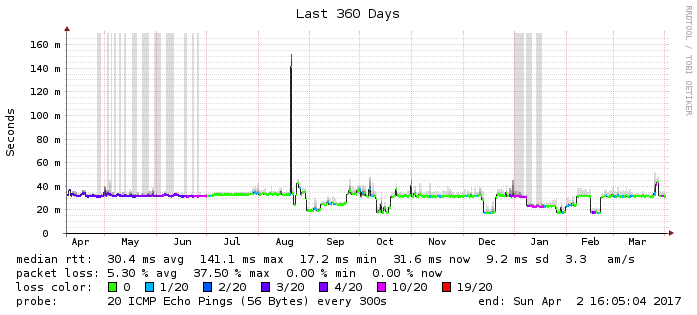 Last 360 Days
RRDTOOL / TOBI OETIKER
Seconds
160 m
140 m
120 m
100 m
80 m
60 m
40 m
20 m
0
Apr May Jun Jul Aug Sep Oct Nov Dec Jan Feb Mar
median rtt: 30.4 ms avg 141.1 ms max 17.2 ms min 31.6 ms now 9.2 ms sd 3.3 am/s
packet loss: 5.30 % avg 37.50 % max 0.00 % min 0.00 % now
loss color: 0 1/20 2/20 3/20 4/20 10/20 19/20
probe: 20 ICMP Echo Pings (56 Bytes) every 300s end: Sun Apr 2 16:05:04 2017